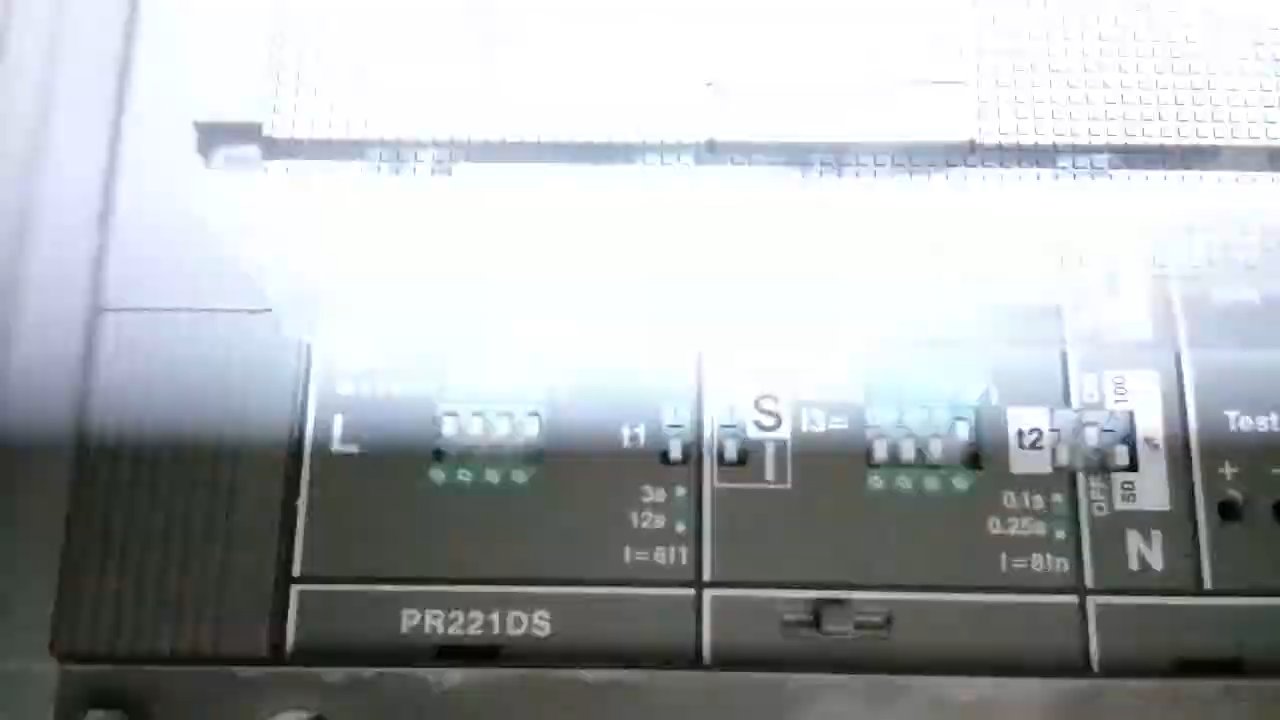 L
t1
3s
12s
I=6I1
S
I
I3=
t2
0.1s
0.25s
I=8In
100
OFF
50
N
Test
+ -
PR221DS